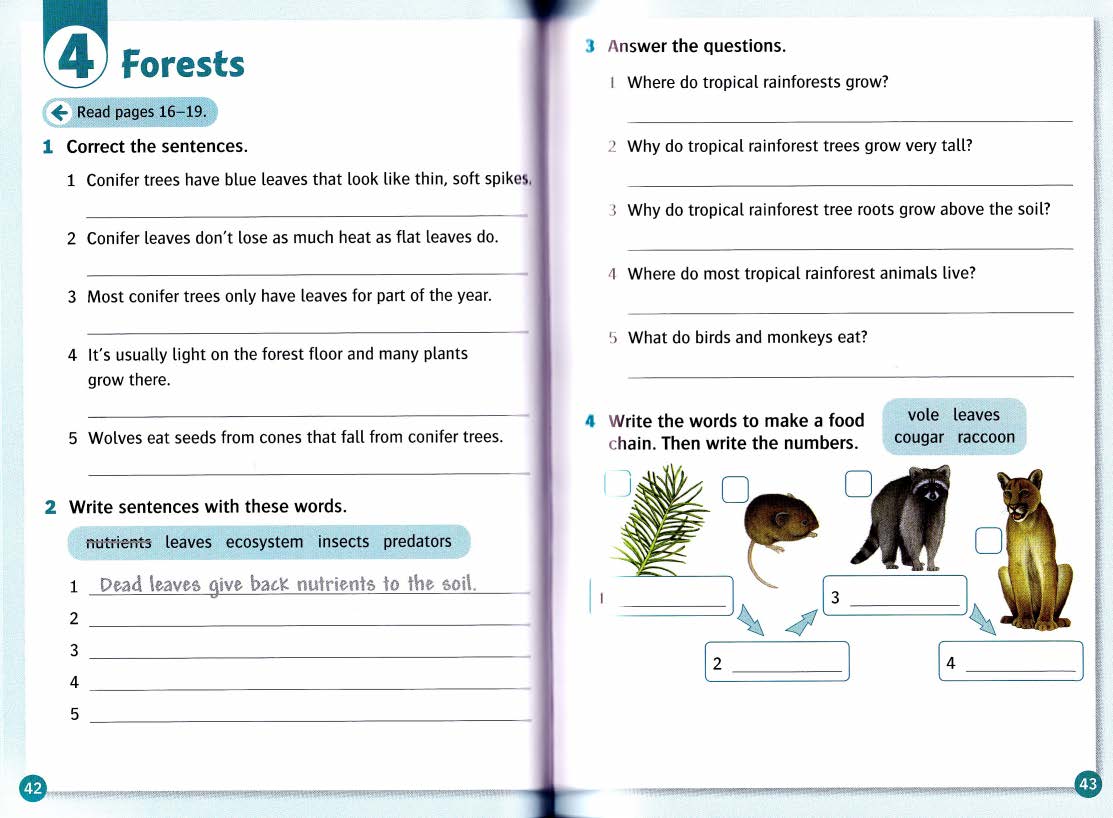 4 Forests
← Read pages 16–19.
1 Correct the sentences.
1 Conifer trees have blue leaves that look like thin, soft spikes.
2 Conifer leaves don't lose as much heat as flat leaves do.
3 Most conifer trees only have leaves for part of the year.
4 It's usually light on the forest floor and many plants
grow there.
5 Wolves eat seeds from cones that fall from conifer trees.
2 Write sentences with these words.
nutrients leaves ecosystem insects predators
1 Dead leaves give back nutrients to the soil.
2
3
4
5
42
3 Answer the questions.
1 Where do tropical rainforests grow?
2 Why do tropical rainforest trees grow very tall?
3 Why do tropical rainforest tree roots grow above the soil?
4 Where do most tropical rainforest animals live?
5 What do birds and monkeys eat?
4 Write the words to make a food
chain. Then write the numbers.
vole leaves
cougar raccoon
1
3
2
4
43